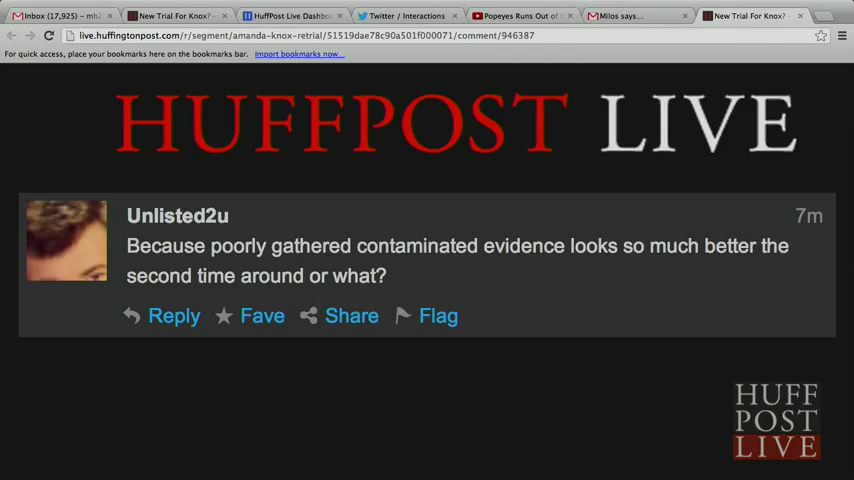 Inbox (17,925) - mh2
New Trial For Knox? -
HuffPost Live Dashbo
Twitter / Interactions
Popeyes Runs Out of
Milos says...
New Trial For Knox? -
live.huffingtonpost.com/r/segment/amanda-knox-retrial/51519dae78c90a501f000071/comment/946387
For quick access, place your bookmarks here on the bookmarks bar. Import bookmarks now...
HUFFPOST LIVE
Unlisted2u 7m
Because poorly gathered contaminated evidence looks so much better the
second time around or what?
Reply Fave Share Flag
HUFF
POST
LIVE